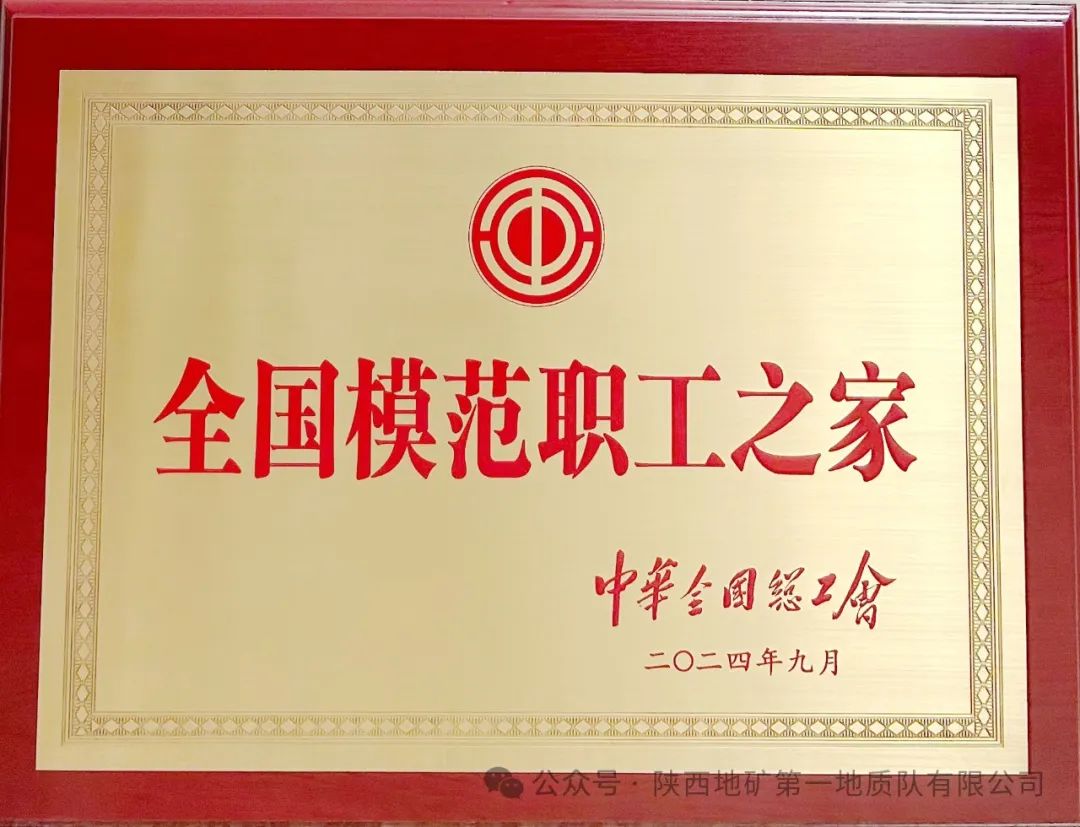 全国模范职工之家
中華全国总工會
二〇二四年九月
公众号 · 陕西地矿第一地质队有限公司